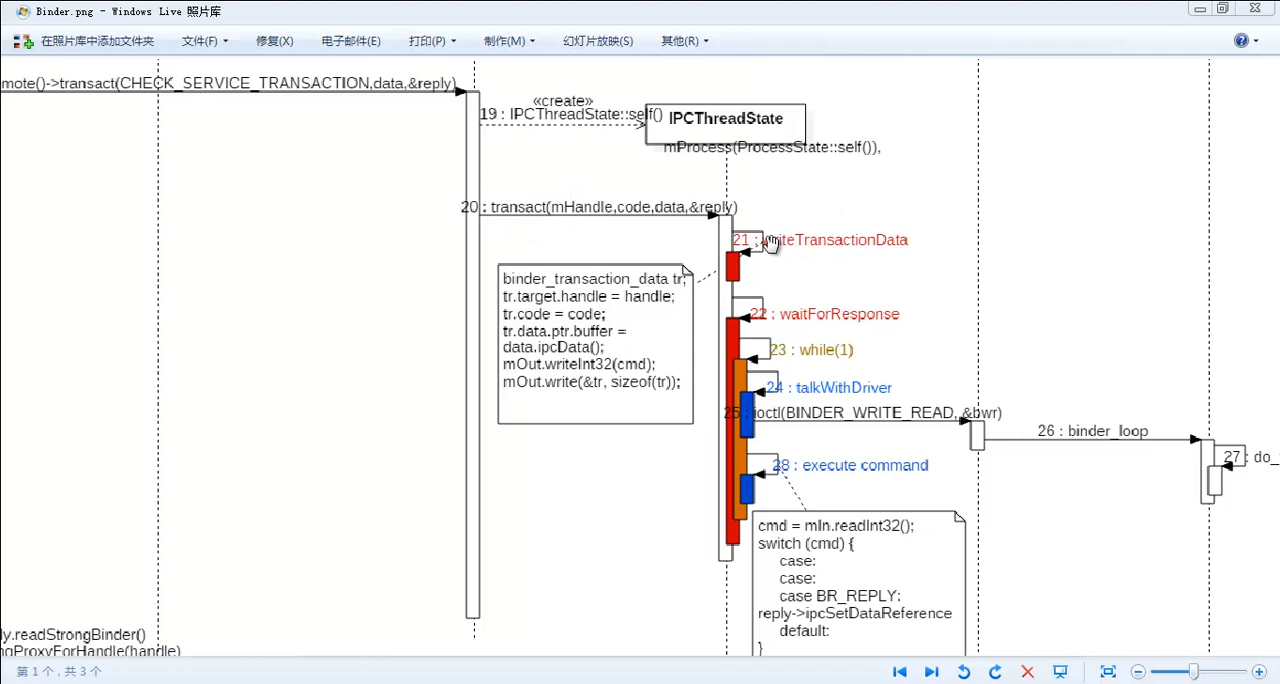 Binder.png - Windows Live 照片库
在照片库中添加文件夹 文件(F) 修复(X) 电子邮件(E) 打印(P) 制作(M) 幻灯片放映(S) 其他(R)
mote()->transact(CHECK_SERVICE_TRANSACTION,data,&reply)
«create»
19 : IPCThreadState::self()
IPCThreadState
mProcess(ProcessState::self()),
20 : transact(mHandle,code,data,&reply)
21 : writeTransactionData
binder_transaction_data tr;
tr.target.handle = handle;
tr.code = code;
tr.data.ptr.buffer =
data.ipcData();
mOut.writeInt32(cmd);
mOut.write(&tr, sizeof(tr));
22 : waitForResponse
23 : while(1)
24 : talkWithDriver
25 : ioctl(BINDER_WRITE_READ, &bwr)
26 : binder_loop
27 : do_
28 : execute command
cmd = mIn.readInt32();
switch (cmd) {
case:
case:
case BR_REPLY:
reply->ipcSetDataReference
default:
}
ly.readStrongBinder()
ngProxyForHandle(handle)
第 1 个，共 3 个